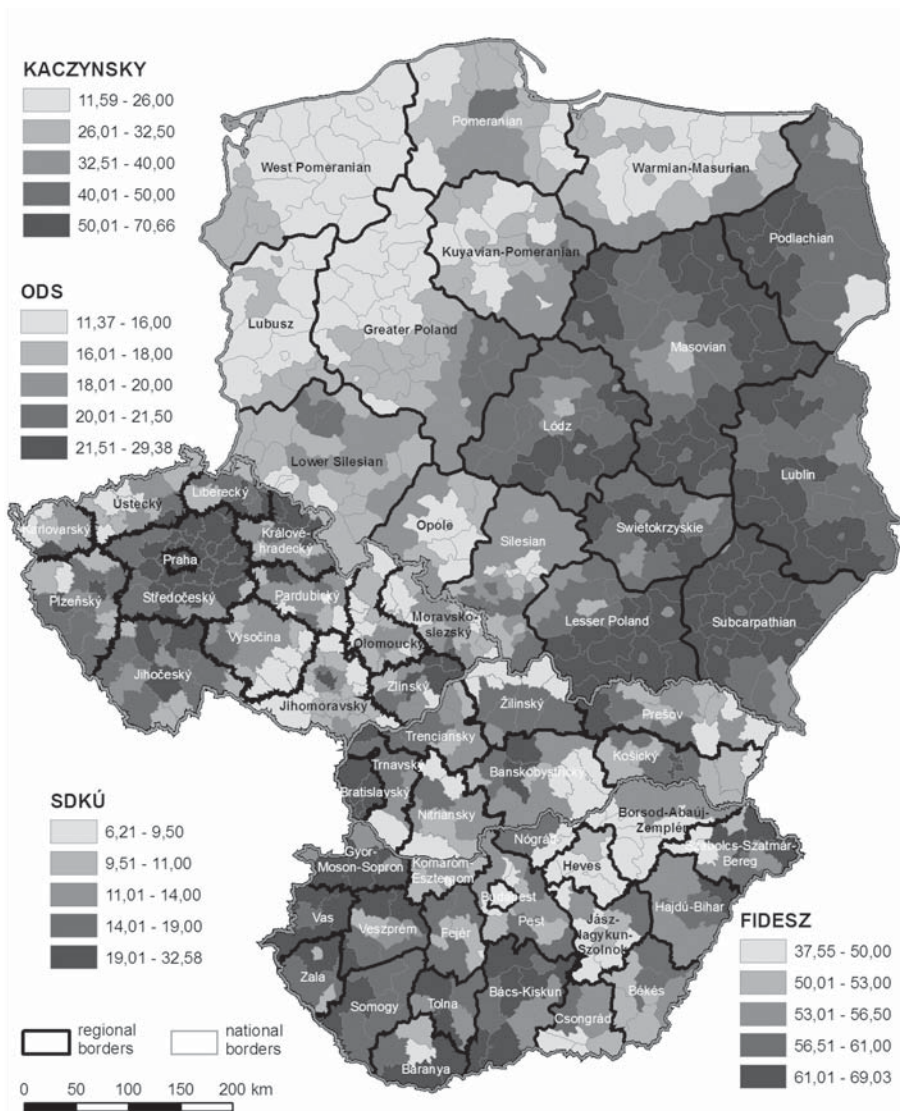 KACZYNSKY
11,59 - 26,00
26,01 - 32,50
32,51 - 40,00
40,01 - 50,00
50,01 - 70,66
Pomeranian
West Pomeranian
Warmian-Masurian
Podlachian
Kuyavian-Pomeranian
ODS
11,37 - 16,00
16,01 - 18,00
18,01 - 20,00
20,01 - 21,50
21,51 - 29,38
Lubusz
Greater Poland
Masovian
Lódz
Lower Silesian
Lublin
Liberecký
Ústecký
Karlovarský
Opole
Silesian
Swietokrzyskie
Králové-
hradecký
Praha
Středočeský
Plzeňský
Pardubický
Moravsko-
slezský
Lesser Poland
Subcarpathian
Vysočina
Olomoucký
Jihočeský
Zlínský
Jihomoravský
Žilinský
Prešov
Trenciansky
Košický
Trnavský
Banskobystrický
Bratislavský
Nitriansky
SDKÚ
6,21 - 9,50
9,51 - 11,00
11,01 - 14,00
14,01 - 19,00
19,01 - 32,58
Borsod-Abaúj-
Zemplén
Nógrád
Szabolcs-Szatmár-
Bereg
Gyor-
Moson-Sopron
Komárom-
Esztergom
Heves
Budapest
Hajdú-Bihar
Vas
Veszprém
Fejér
Pest
Jász-
Nagykun-
Szolnok
FIDESZ
37,55 - 50,00
50,01 - 53,00
53,01 - 56,50
56,51 - 61,00
61,01 - 69,03
Zala
Somogy
Tolna
Bács-Kiskun
Békés
Csongrád
Baranya
regional
borders
national
borders
0 50 100 150 200 km